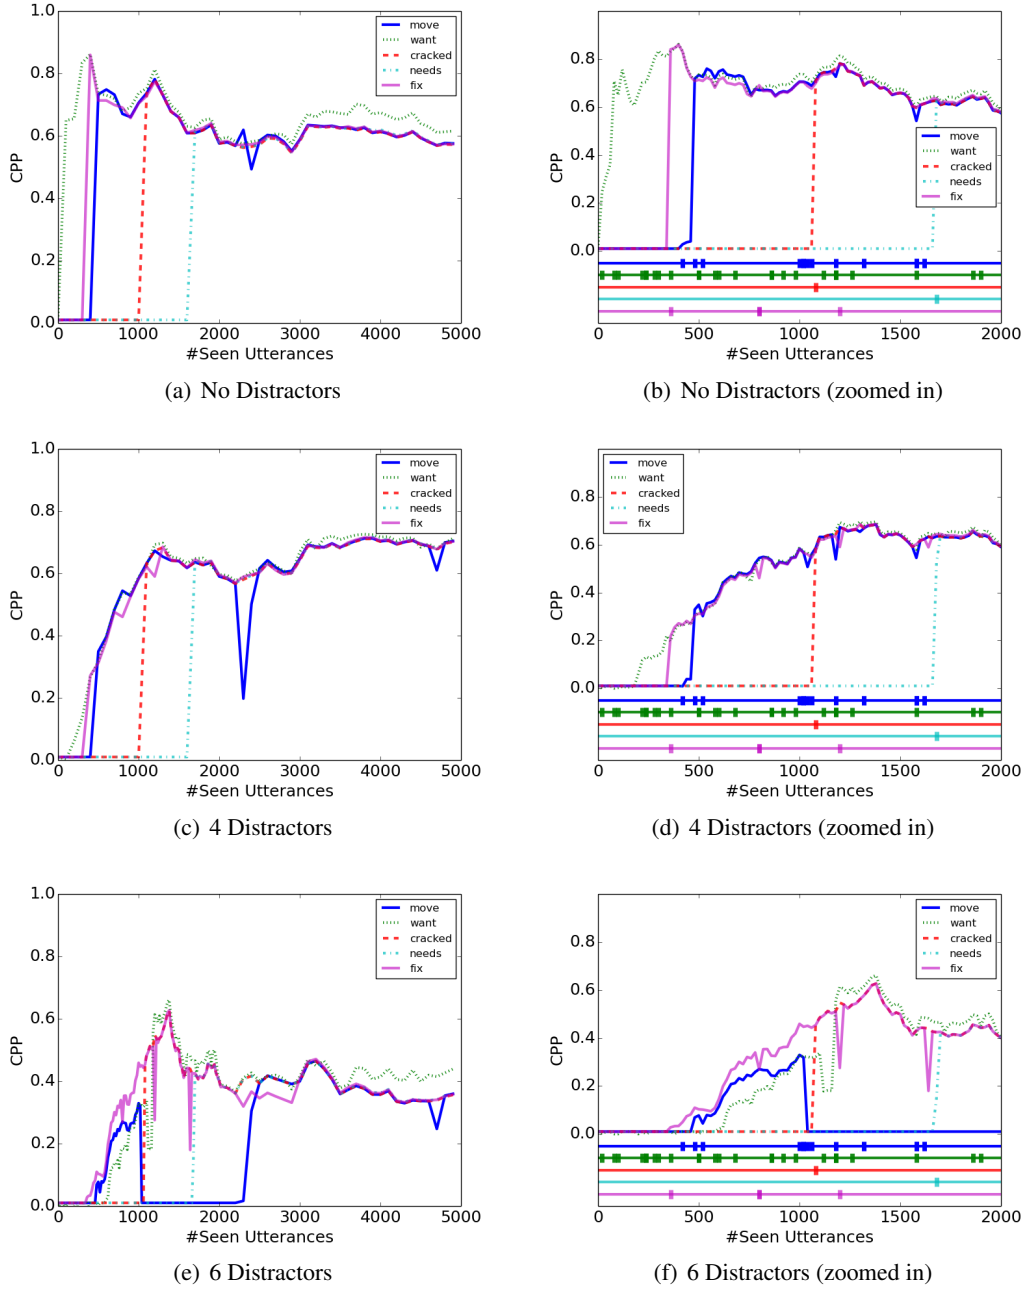 1.0
0.8
0.6
0.4
0.2
0.0
CPP
move
want
cracked
needs
fix
0 1000 2000 3000 4000 5000
#Seen Utterances
(a) No Distractors
0.8
0.6
0.4
0.2
0.0
CPP
move
want
cracked
needs
fix
0 500 1000 1500 2000
#Seen Utterances
(b) No Distractors (zoomed in)
1.0
0.8
0.6
0.4
0.2
0.0
CPP
move
want
cracked
needs
fix
0 1000 2000 3000 4000 5000
#Seen Utterances
(c) 4 Distractors
0.8
0.6
0.4
0.2
0.0
CPP
move
want
cracked
needs
fix
0 500 1000 1500 2000
#Seen Utterances
(d) 4 Distractors (zoomed in)
1.0
0.8
0.6
0.4
0.2
0.0
CPP
move
want
cracked
needs
fix
0 1000 2000 3000 4000 5000
#Seen Utterances
(e) 6 Distractors
0.8
0.6
0.4
0.2
0.0
CPP
move
want
cracked
needs
fix
0 500 1000 1500 2000
#Seen Utterances
(f) 6 Distractors (zoomed in)